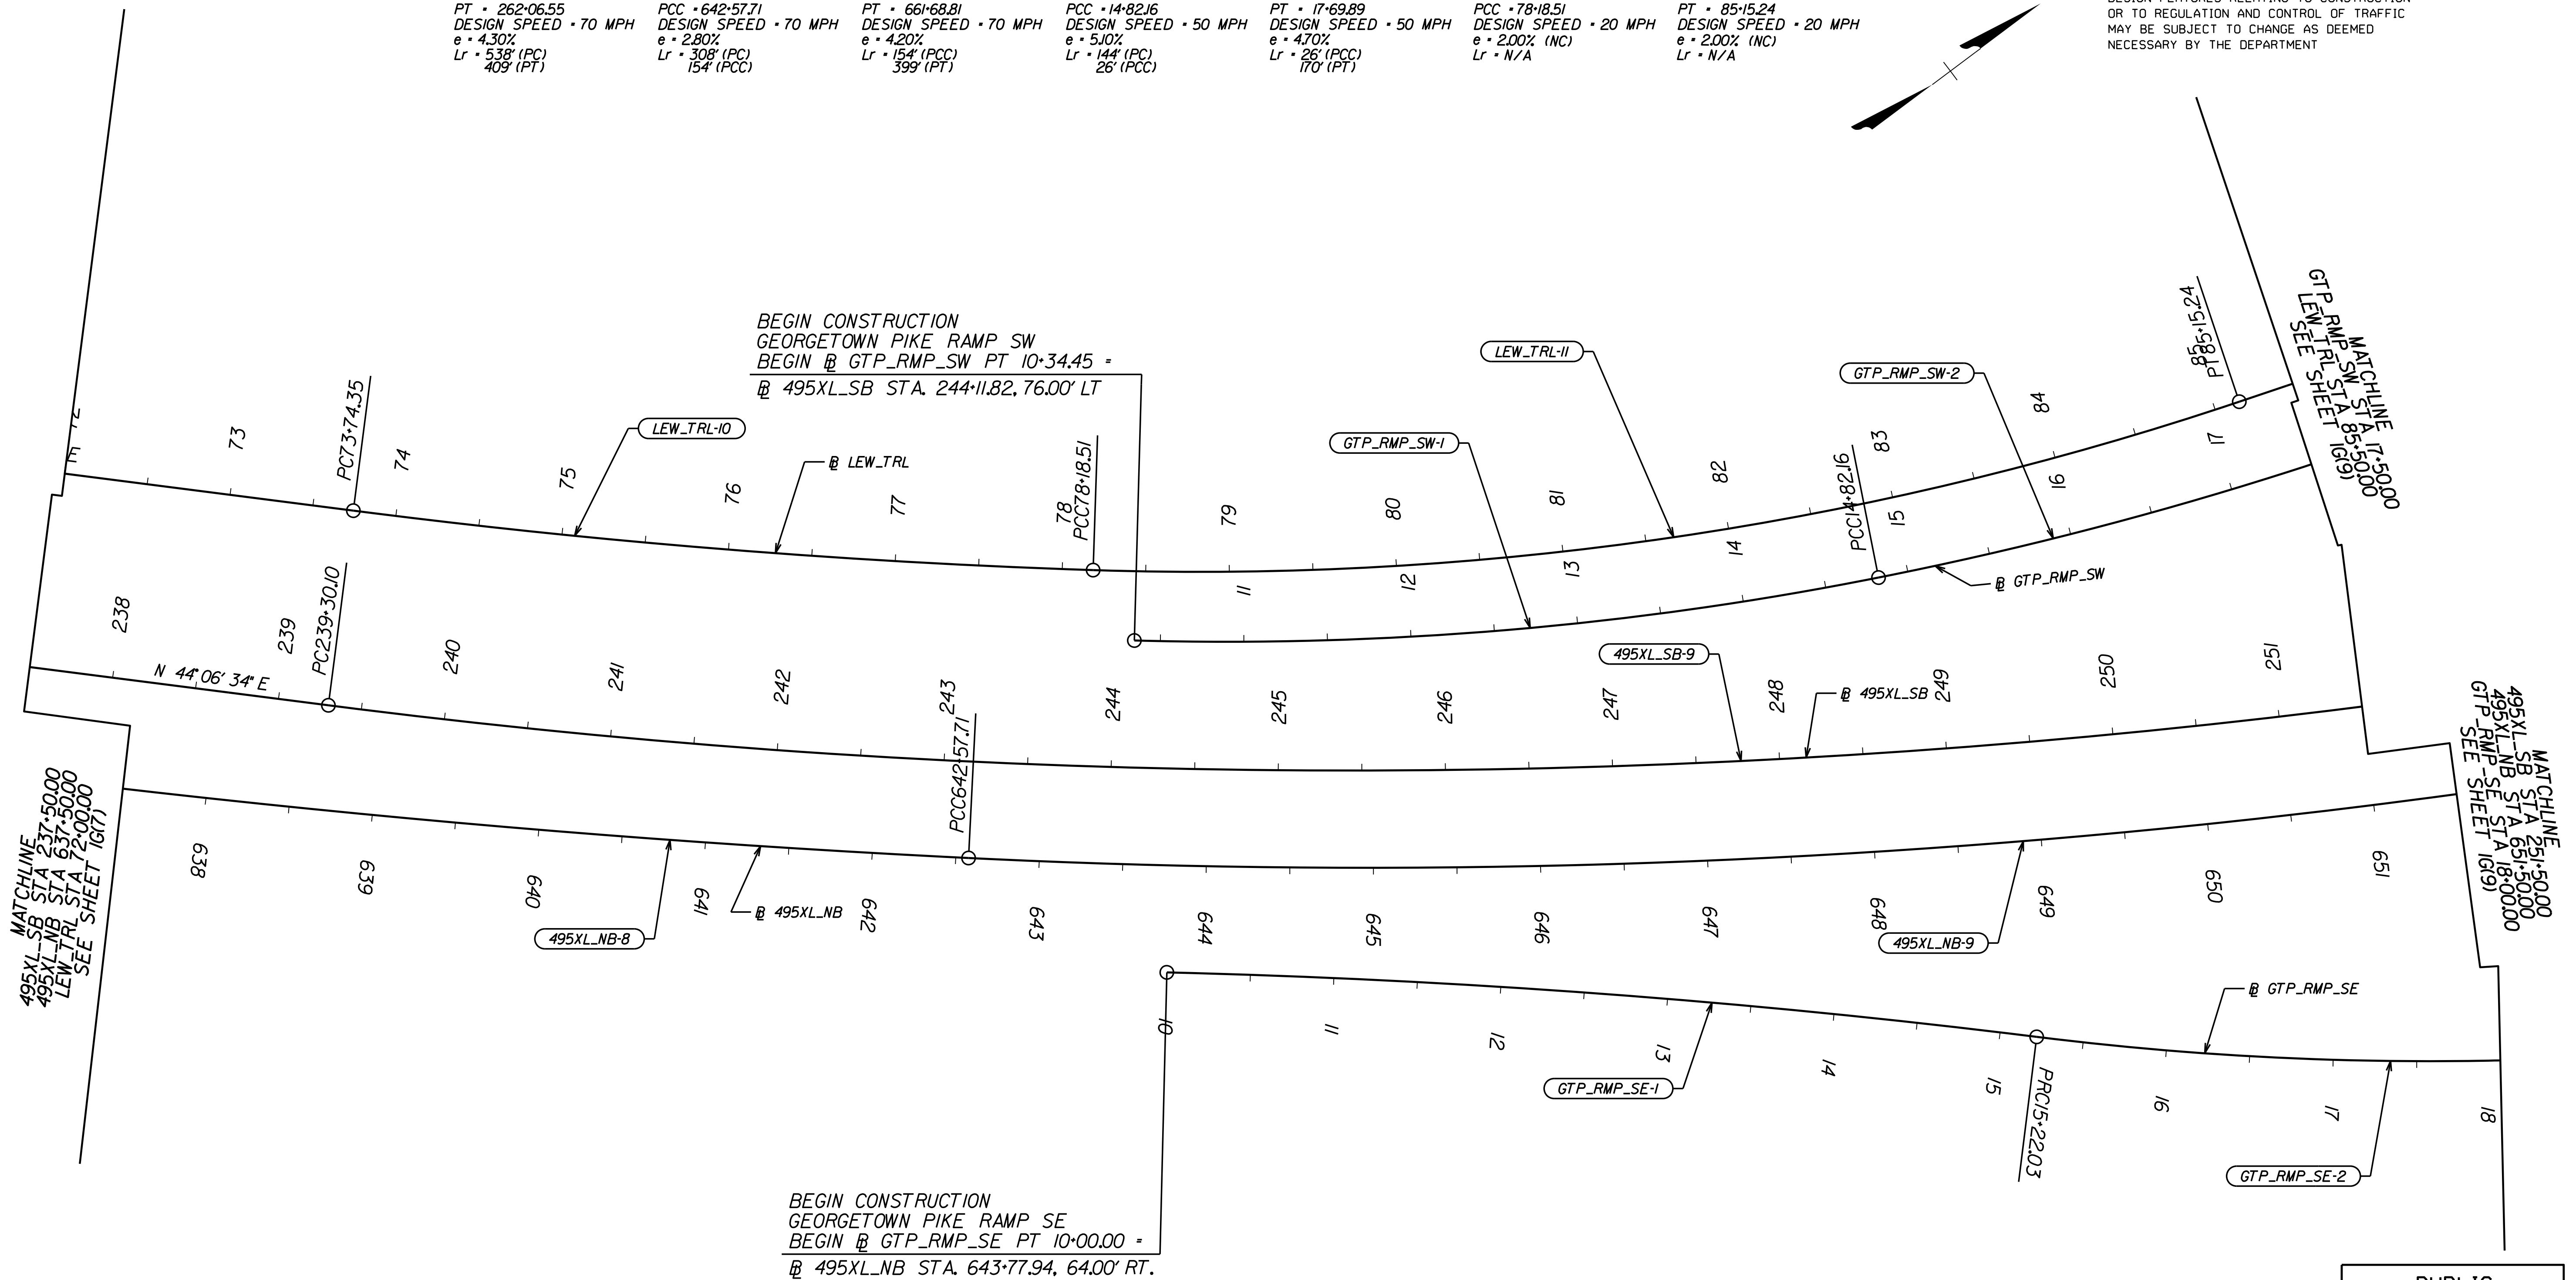 PT = 262+06.55
DESIGN SPEED = 70 MPH
e = 4.30%
Lr = 538' (PC)
409' (PT)
PCC = 642+57.71
DESIGN SPEED = 70 MPH
e = 2.80%
Lr = 308' (PC)
154' (PCC)
PT = 661+68.81
DESIGN SPEED = 70 MPH
e = 4.20%
Lr = 154' (PCC)
399' (PT)
PCC = 14+82.16
DESIGN SPEED = 50 MPH
e = 5.10%
Lr = 144' (PC)
26' (PCC)
PT = 17+69.89
DESIGN SPEED = 50 MPH
e = 4.70%
Lr = 26' (PCC)
170' (PT)
PCC = 78+18.51
DESIGN SPEED = 20 MPH
e = 2.00% (NC)
Lr = N/A
PT = 85+15.24
DESIGN SPEED = 20 MPH
e = 2.00% (NC)
Lr = N/A
DESIGN FEATURES RELATING TO CONSTRUCTION
OR TO REGULATION AND CONTROL OF TRAFFIC
MAY BE SUBJECT TO CHANGE AS DEEMED
NECESSARY BY THE DEPARTMENT
BEGIN CONSTRUCTION
GEORGETOWN PIKE RAMP SW
BEGIN BL GTP_RMP_SW PT 10+34.45 =
BL 495XL_SB STA. 244+11.82, 76.00' LT
LEW_TRL-10
BL LEW_TRL
GTP_RMP_SW-1
LEW_TRL-11
GTP_RMP_SW-2
E
73
PC73+74.35
74
75
76
77
78
PCC78+18.51
79
80
81
82
83
84
85
PT85+15.24
11
12
13
14
PCC14+82.16
15
16
17
BL GTP_RMP_SW
MATCHLINE
GTP_RMP_SW STA 17+50.00
LEW_TRL STA 85+50.00
SEE SHEET 1G(9)
N 44° 06' 34" E
238
239
PC239+30.10
240
241
242
243
244
245
246
247
248
249
250
251
495XL_SB-9
BL 495XL_SB
PCC642+57.71
MATCHLINE
495XL_SB STA 237+50.00
495XL_NB STA 637+50.00
LEW_TRL STA 72+00.00
SEE SHEET 1G(7)
638
639
640
641
642
643
644
645
646
647
648
649
650
651
495XL_NB-8
BL 495XL_NB
495XL_NB-9
MATCHLINE
495XL_SB STA 251+50.00
495XL_NB STA 651+50.00
GTP_RMP_SE STA 18+00.00
SEE SHEET 1G(9)
10
11
12
13
14
15
PRC15+22.03
16
17
18
GTP_RMP_SE-1
BL GTP_RMP_SE
GTP_RMP_SE-2
BEGIN CONSTRUCTION
GEORGETOWN PIKE RAMP SE
BEGIN BL GTP_RMP_SE PT 10+00.00 =
BL 495XL_NB STA. 643+77.94, 64.00' RT.
PUBLIC